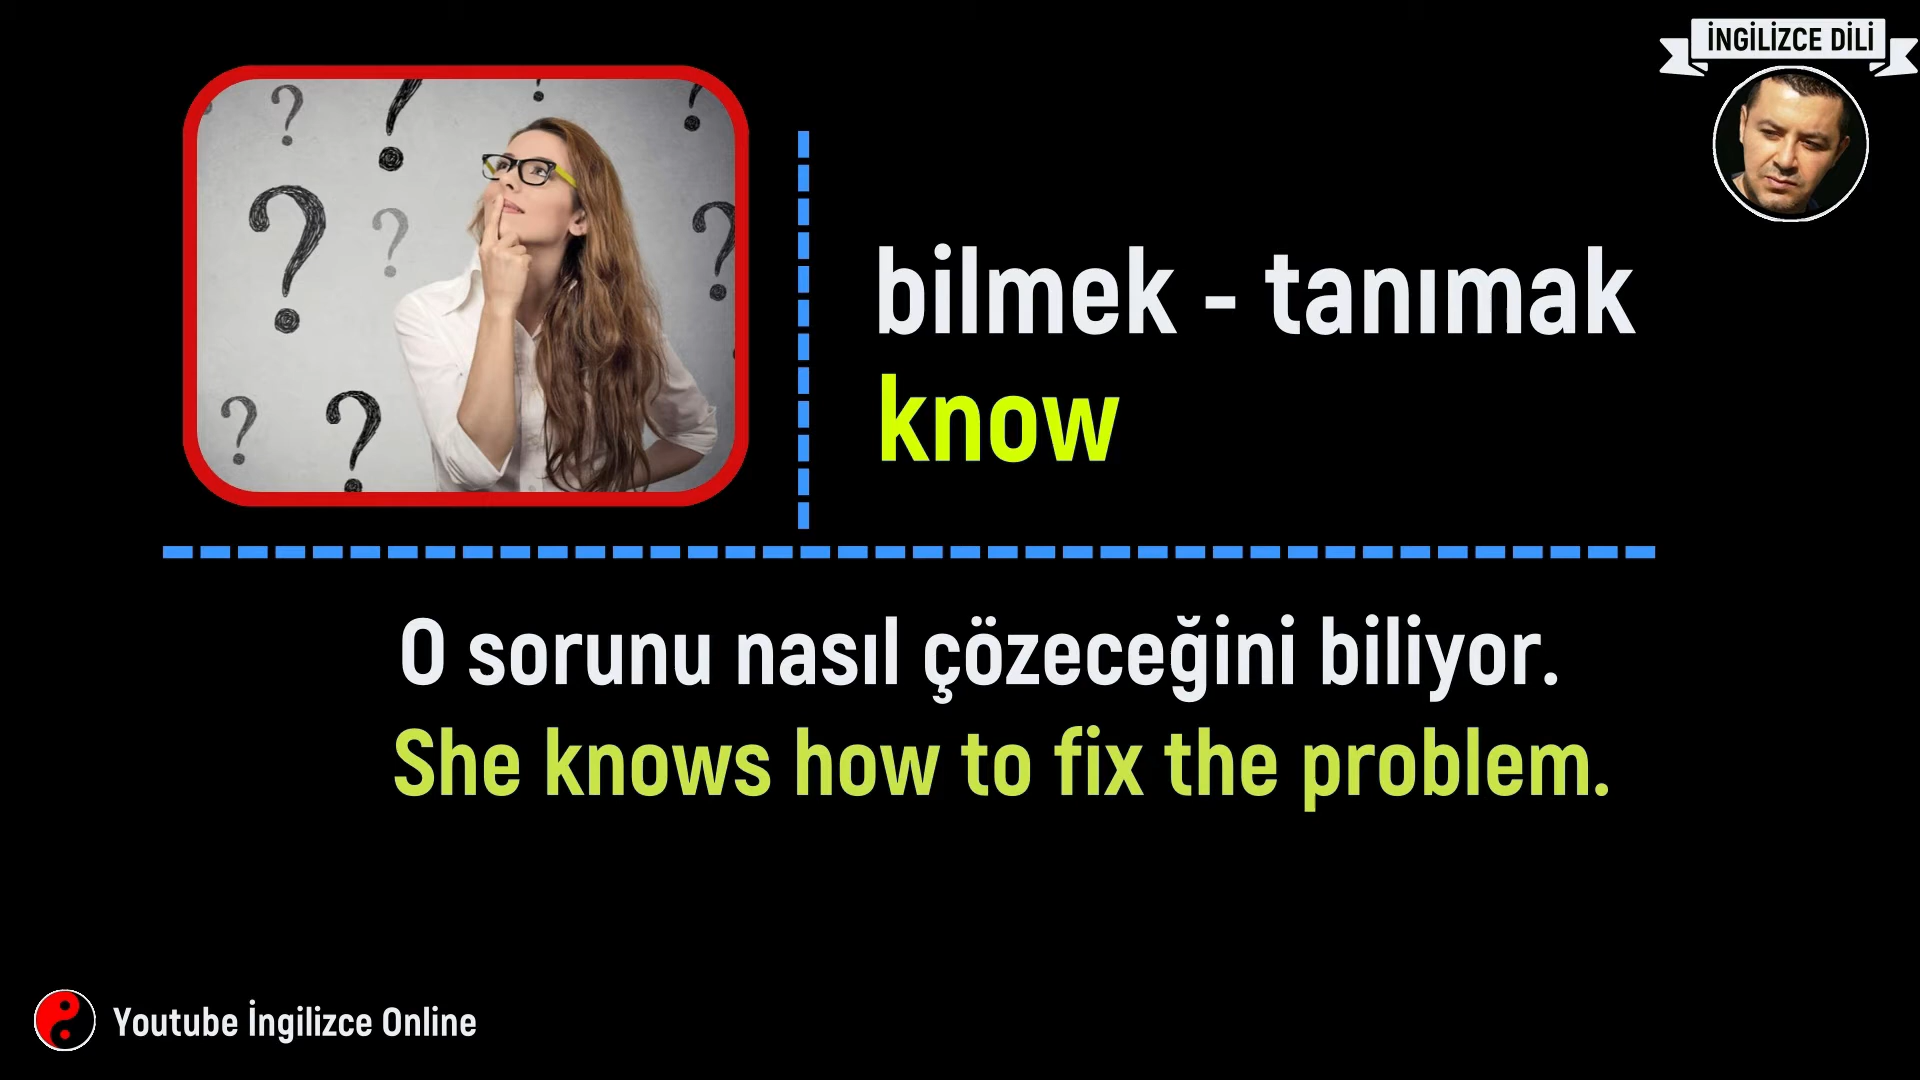 İNGİLİZCE DİLİ
bilmek - tanımak
know
O sorunu nasıl çözeceğini biliyor.
She knows how to fix the problem.
Youtube İngilizce Online